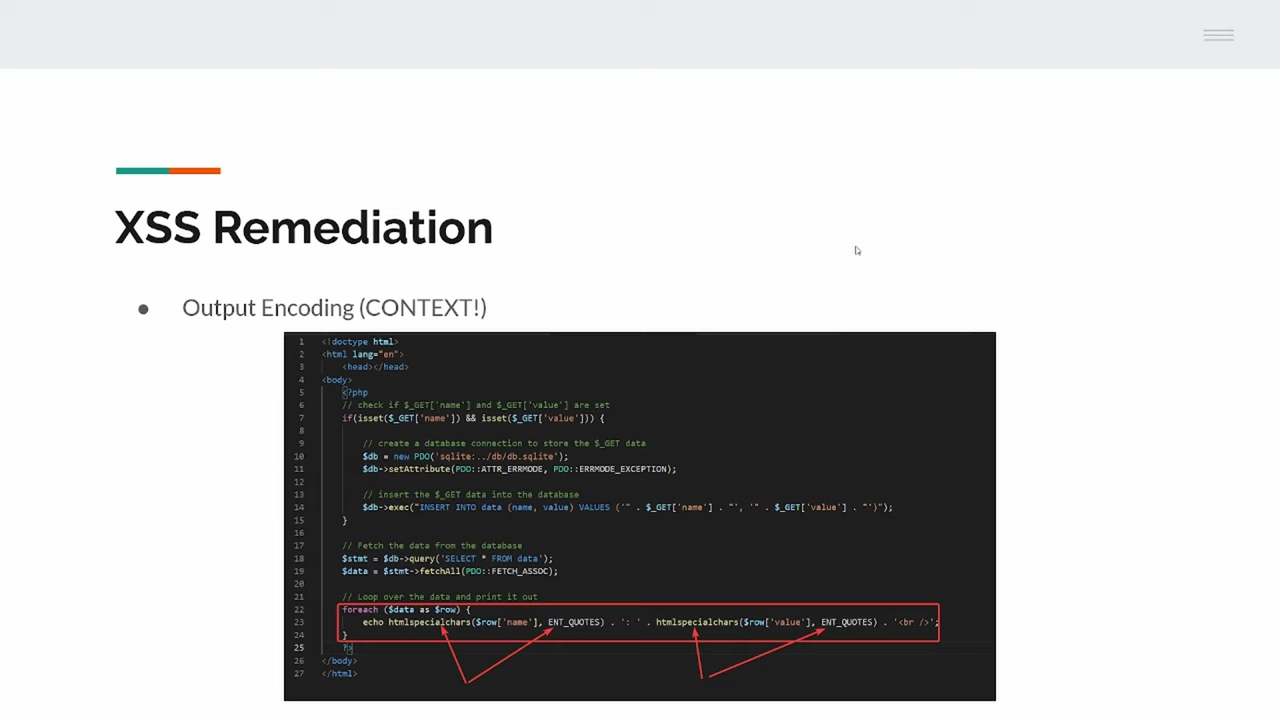 XSS Remediation
● Output Encoding (CONTEXT!)
1 <!doctype html>
2 <html lang="en">
3 <head></head>
4 <body>
5 <?php
6 // check if $_GET['name'] and $_GET['value'] are set
7 if(isset($_GET['name']) && isset($_GET['value'])) {
8
9 // create a database connection to store the $_GET data
10 $db = new PDO('sqlite:../db/db.sqlite');
11 $db->setAttribute(PDO::ATTR_ERRMODE, PDO::ERRMODE_EXCEPTION);
12
13 // insert the $_GET data into the database
14 $db->exec("INSERT INTO data (name, value) VALUES ('" . $_GET['name'] . "', '" . $_GET['value'] . "')");
15 }
16
17 // Fetch the data from the database
18 $stmt = $db->query('SELECT * FROM data');
19 $data = $stmt->fetchAll(PDO::FETCH_ASSOC);
20
21 // Loop over the data and print it out
22 foreach ($data as $row) {
23 echo htmlspecialchars($row['name'], ENT_QUOTES) . ': ' . htmlspecialchars($row['value'], ENT_QUOTES) . '<br />';
24 }
25 ?>
26 </body>
27 </html>